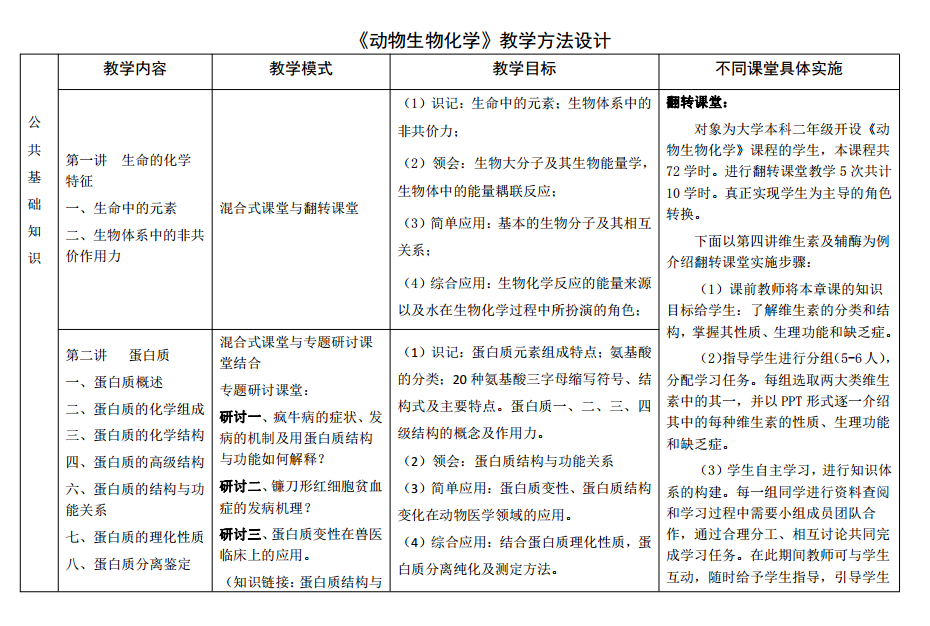 《动物生物化学》教学方法设计
教学内容
教学模式
教学目标
不同课堂具体实施
公
共
基
础
知
识
第一讲 生命的化学
特征
一、生命中的元素
二、生物体系中的非共
价作用力
混合式课堂与翻转课堂
（1）识记：生命中的元素；生物体系中的
非共价力；
（2）领会：生物大分子及其生物能量学，
生物体中的能量耦联反应；
（3）简单应用：基本的生物分子及其相互
关系；
（4）综合应用：生物化学反应的能量来源
以及水在生物化学过程中所扮演的角色；
翻转课堂：
对象为大学本科二年级开设《动
物生物化学》课程的学生，本课程共
72 学时。进行翻转课堂教学 5 次共计
10 学时。真正实现学生为主导的角色
转换。
下面以第四讲维生素及辅酶为例
介绍翻转课堂实施步骤：
（1）课前教师将本章课的知识
目标给学生：了解维生素的分类和结
构，掌握其性质、生理功能和缺乏症。
（2)指导学生进行分组(5-6 人)，
分配学习任务。每组选取两大类维生
素中的其一，并以 PPT 形式逐一介绍
其中的每种维生素的性质、生理功能
和缺乏症。
（3）学生自主学习，进行知识体
系的构建。每一组同学进行资料查阅
和学习过程中需要小组成员团队合
作，通过合理分工、相互讨论共同完
成学习任务。在此期间教师可与学生
互动，随时给予学生指导，引导学生
第二讲 蛋白质
一、蛋白质概述
二、蛋白质的化学组成
三、蛋白质的化学结构
四、蛋白质的高级结构
六、蛋白质的结构与功
能关系
七、蛋白质的理化性质
八、蛋白质分离鉴定
混合式课堂与专题研讨课
堂结合
专题研讨课堂：
研讨一、疯牛病的症状、发
病的机制及用蛋白质结构
与功能如何解释？
研讨二、镰刀形红细胞贫血
症的发病机理？
研讨三、蛋白质变性在兽医
临床上的应用。
（知识链接：蛋白质结构与
（1）识记：蛋白质元素组成特点；氨基酸
的分类；20 种氨基酸三字母缩写符号、结
构式及主要特点。蛋白质一、二、三、四
级结构的概念及作用力。
（2）领会：蛋白质结构与功能关系
（3）简单应用：蛋白质变性、蛋白质结构
变化在动物医学领域的应用。
（4）综合应用：结合蛋白质理化性质，蛋
白质分离纯化及测定方法。